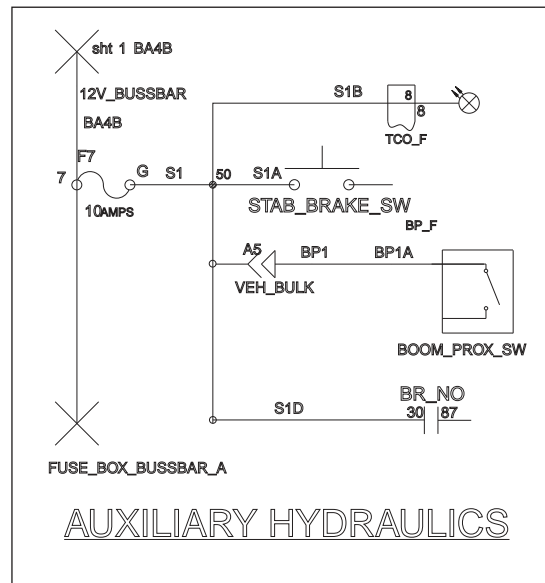 sht 1 BA4B
12V_BUSSBAR
BA4B
S1B
8
8
TCO_F
F7
7
G
S1
50
S1A
10AMPS
STAB_BRAKE_SW
BP_F
A5
BP1
BP1A
VEH_BULK
BOOM_PROX_SW
BR_NO
S1D
30
87
FUSE_BOX_BUSSBAR_A
AUXILIARY HYDRAULICS